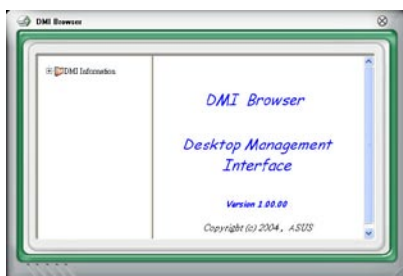 DMI Browser
DMI Information
DMI Browser
Desktop Management
Interface
Version 1.00.00
Copyright (c) 2004, ASUS